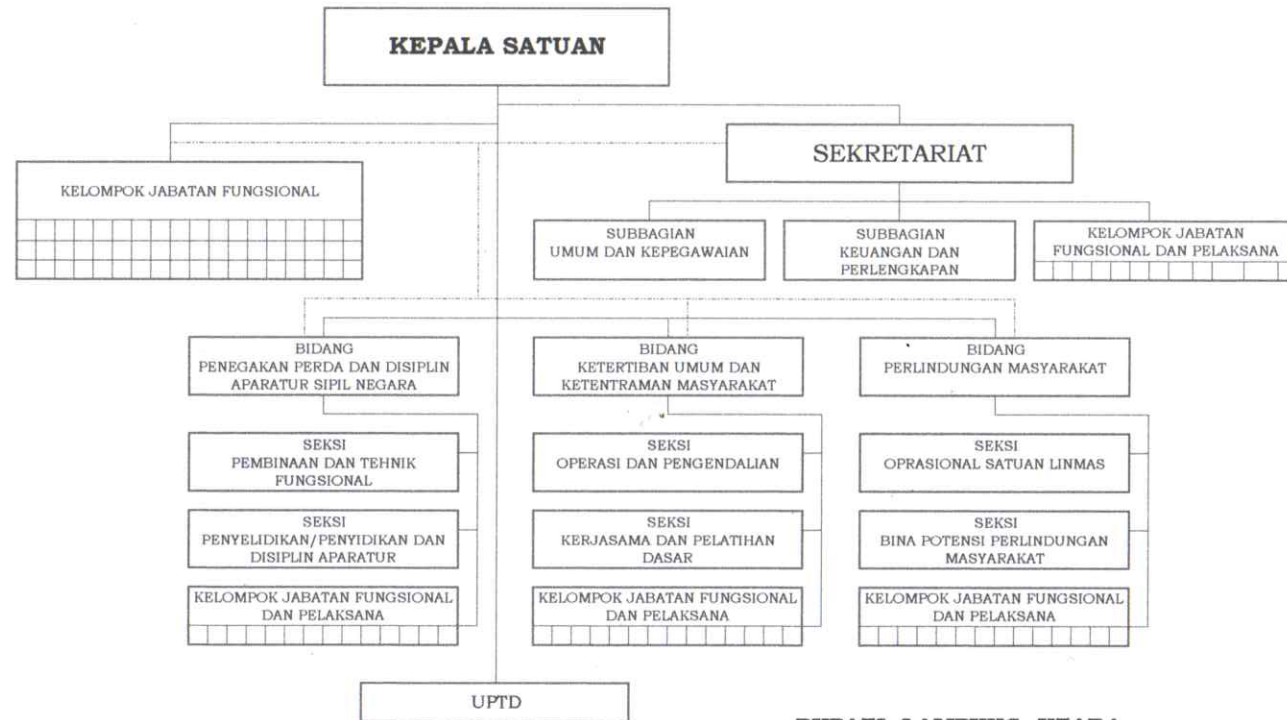 KEPALA SATUAN
SEKRETARIAT
KELOMPOK JABATAN FUNGSIONAL
SUBBAGIAN
UMUM DAN KEPEGAWAIAN
SUBBAGIAN
KEUANGAN DAN
PERLENGKAPAN
KELOMPOK JABATAN
FUNGSIONAL DAN PELAKSANA
BIDANG
PENEGAKAN PERDA DAN DISIPLIN
APARATUR SIPIL NEGARA
BIDANG
KETERTIBAN UMUM DAN
KETENTRAMAN MASYARAKAT
BIDANG
PERLINDUNGAN MASYARAKAT
SEKSI
PEMBINAAN DAN TEHNIK
FUNGSIONAL
SEKSI
OPERASI DAN PENGENDALIAN
SEKSI
OPRASIONAL SATUAN LINMAS
SEKSI
PENYELIDIKAN/PENYIDIKAN DAN
DISIPLIN APARATUR
SEKSI
KERJASAMA DAN PELATIHAN
DASAR
SEKSI
BINA POTENSI PERLINDUNGAN
MASYARAKAT
KELOMPOK JABATAN FUNGSIONAL
DAN PELAKSANA
KELOMPOK JABATAN FUNGSIONAL
DAN PELAKSANA
KELOMPOK JABATAN FUNGSIONAL
DAN PELAKSANA
UPTD